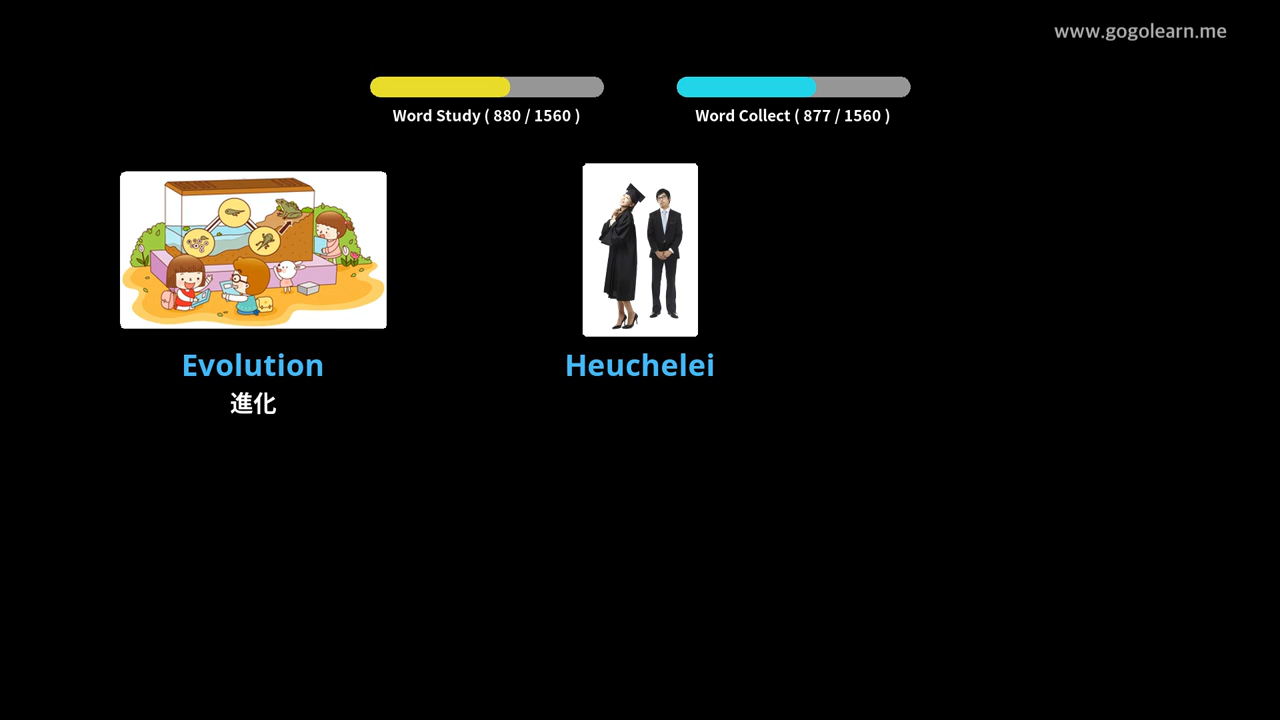 www.gogolearn.me
Word Study ( 880 / 1560 )
Word Collect ( 877 / 1560 )
Evolution
進化
Heuchelei